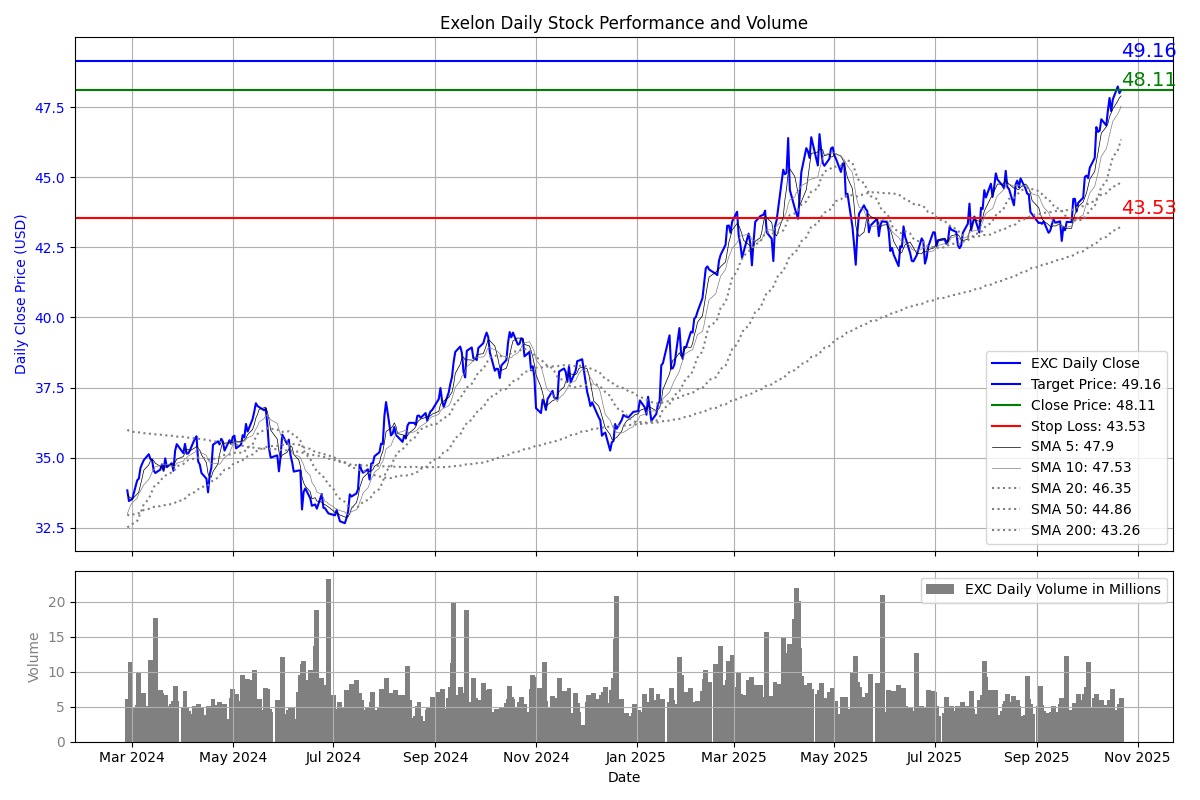 Exelon Daily Stock Performance and Volume
49.16
48.11
47.5
45.0
43.53
42.5
40.0
37.5
35.0
32.5
Daily Close Price (USD)
EXC Daily Close
Target Price: 49.16
Close Price: 48.11
Stop Loss: 43.53
SMA 5: 47.9
SMA 10: 47.53
SMA 20: 46.35
SMA 50: 44.86
SMA 200: 43.26
EXC Daily Volume in Millions
20
15
10
5
0
Volume
Mar 2024 May 2024 Jul 2024 Sep 2024 Nov 2024 Jan 2025 Mar 2025 May 2025 Jul 2025 Sep 2025 Nov 2025
Date